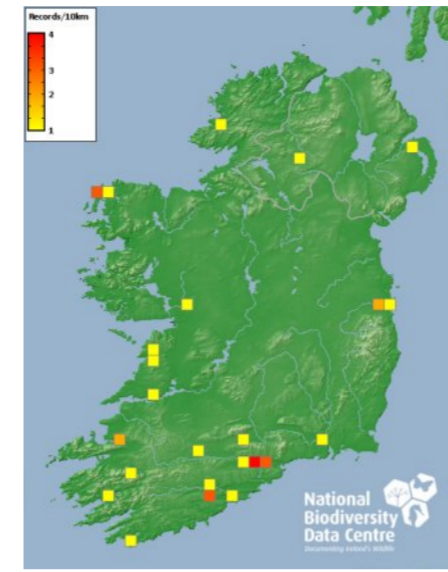 Records/10km
4
3
2
1
National
Biodiversity
Data Centre
Documenting Ireland's Wildlife